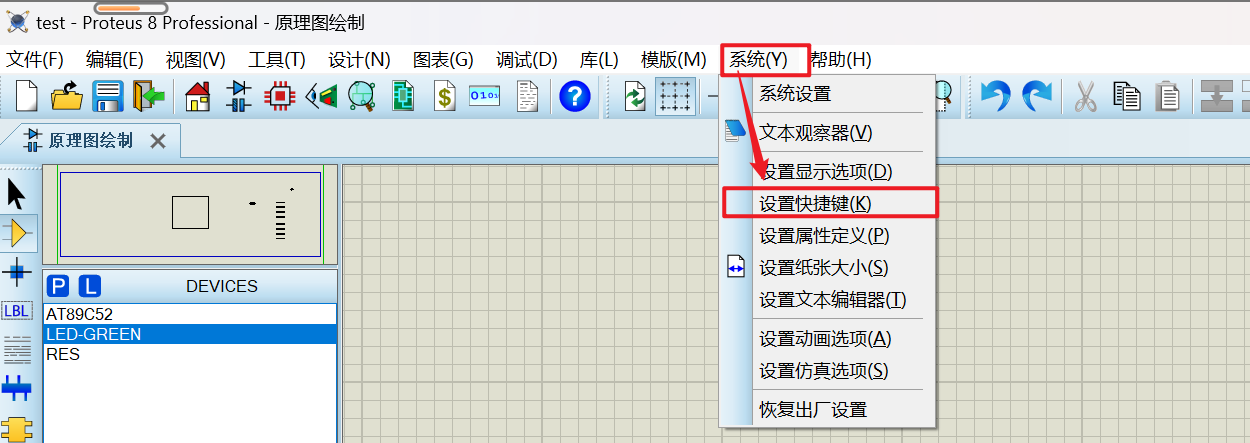 test - Proteus 8 Professional - 原理图绘制
文件(F) 编辑(E) 视图(V) 工具(T) 设计(N) 图表(G) 调试(D) 库(L) 模版(M) 系统(Y) 帮助(H)
$
0101
?
原理图绘制
系统设置
文本观察器(V)
设置显示选项(D)
设置快捷键(K)
设置属性定义(P)
设置纸张大小(S)
设置文本编辑器(T)
设置动画选项(A)
设置仿真选项(S)
恢复出厂设置
LBL
P L DEVICES
AT89C52
LED-GREEN
RES